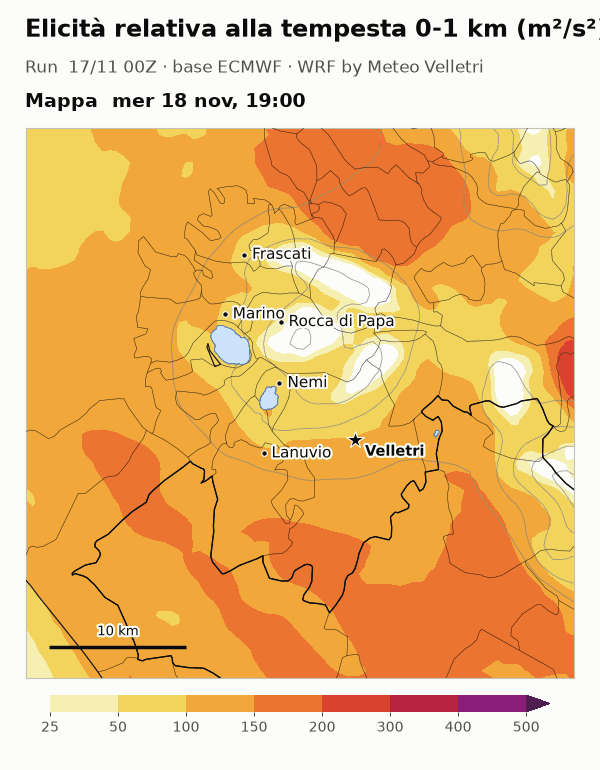 Elicità relativa alla tempesta 0-1 km (m²/s²)
Run 17/11 00Z · base ECMWF · WRF by Meteo Velletri
Mappa mer 18 nov, 19:00
Frascati
Marino
Rocca di Papa
Nemi
Velletri
Lanuvio
10 km
25 50 100 150 200 300 400 500